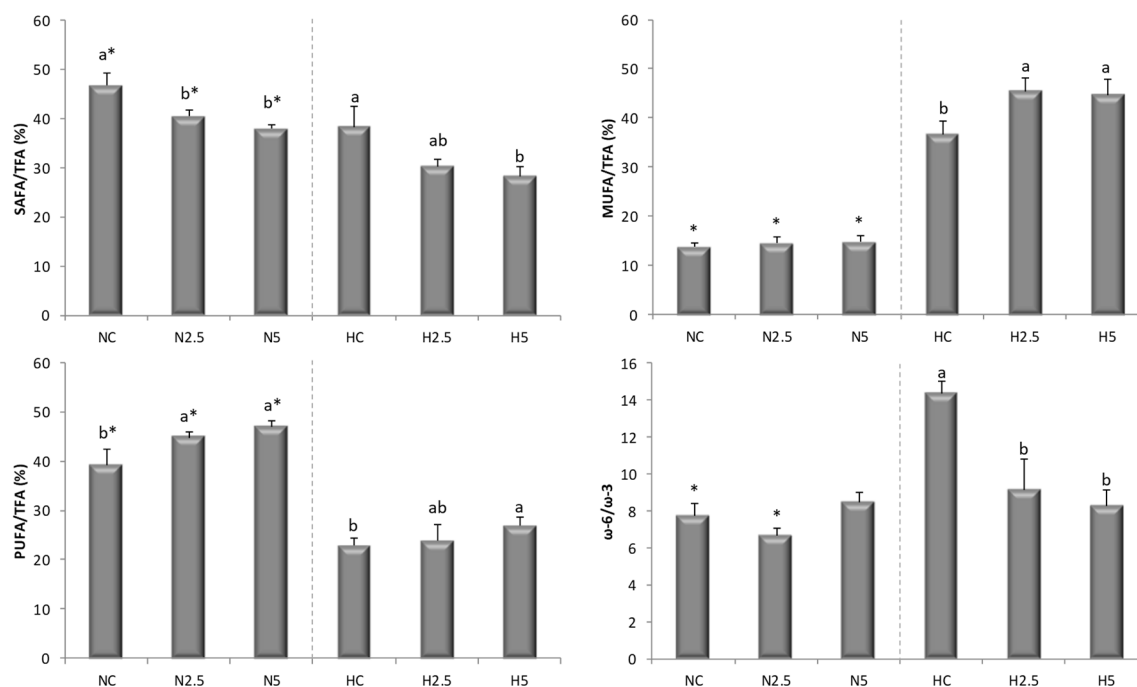 60
50
40
30
20
10
0
SAFA/TFA (%)
a*
b*
b*
a
ab
b
NC N2.5 N5 HC H2.5 H5
60
50
40
30
20
10
0
MUFA/TFA (%)
*
*
*
b
a
a
NC N2.5 N5 HC H2.5 H5
60
50
40
30
20
10
0
PUFA/TFA (%)
b*
a*
a*
b
ab
a
NC N2.5 N5 HC H2.5 H5
16
14
12
10
8
6
4
2
0
ω-6/ω-3
*
*
a
b
b
NC N2.5 N5 HC H2.5 H5